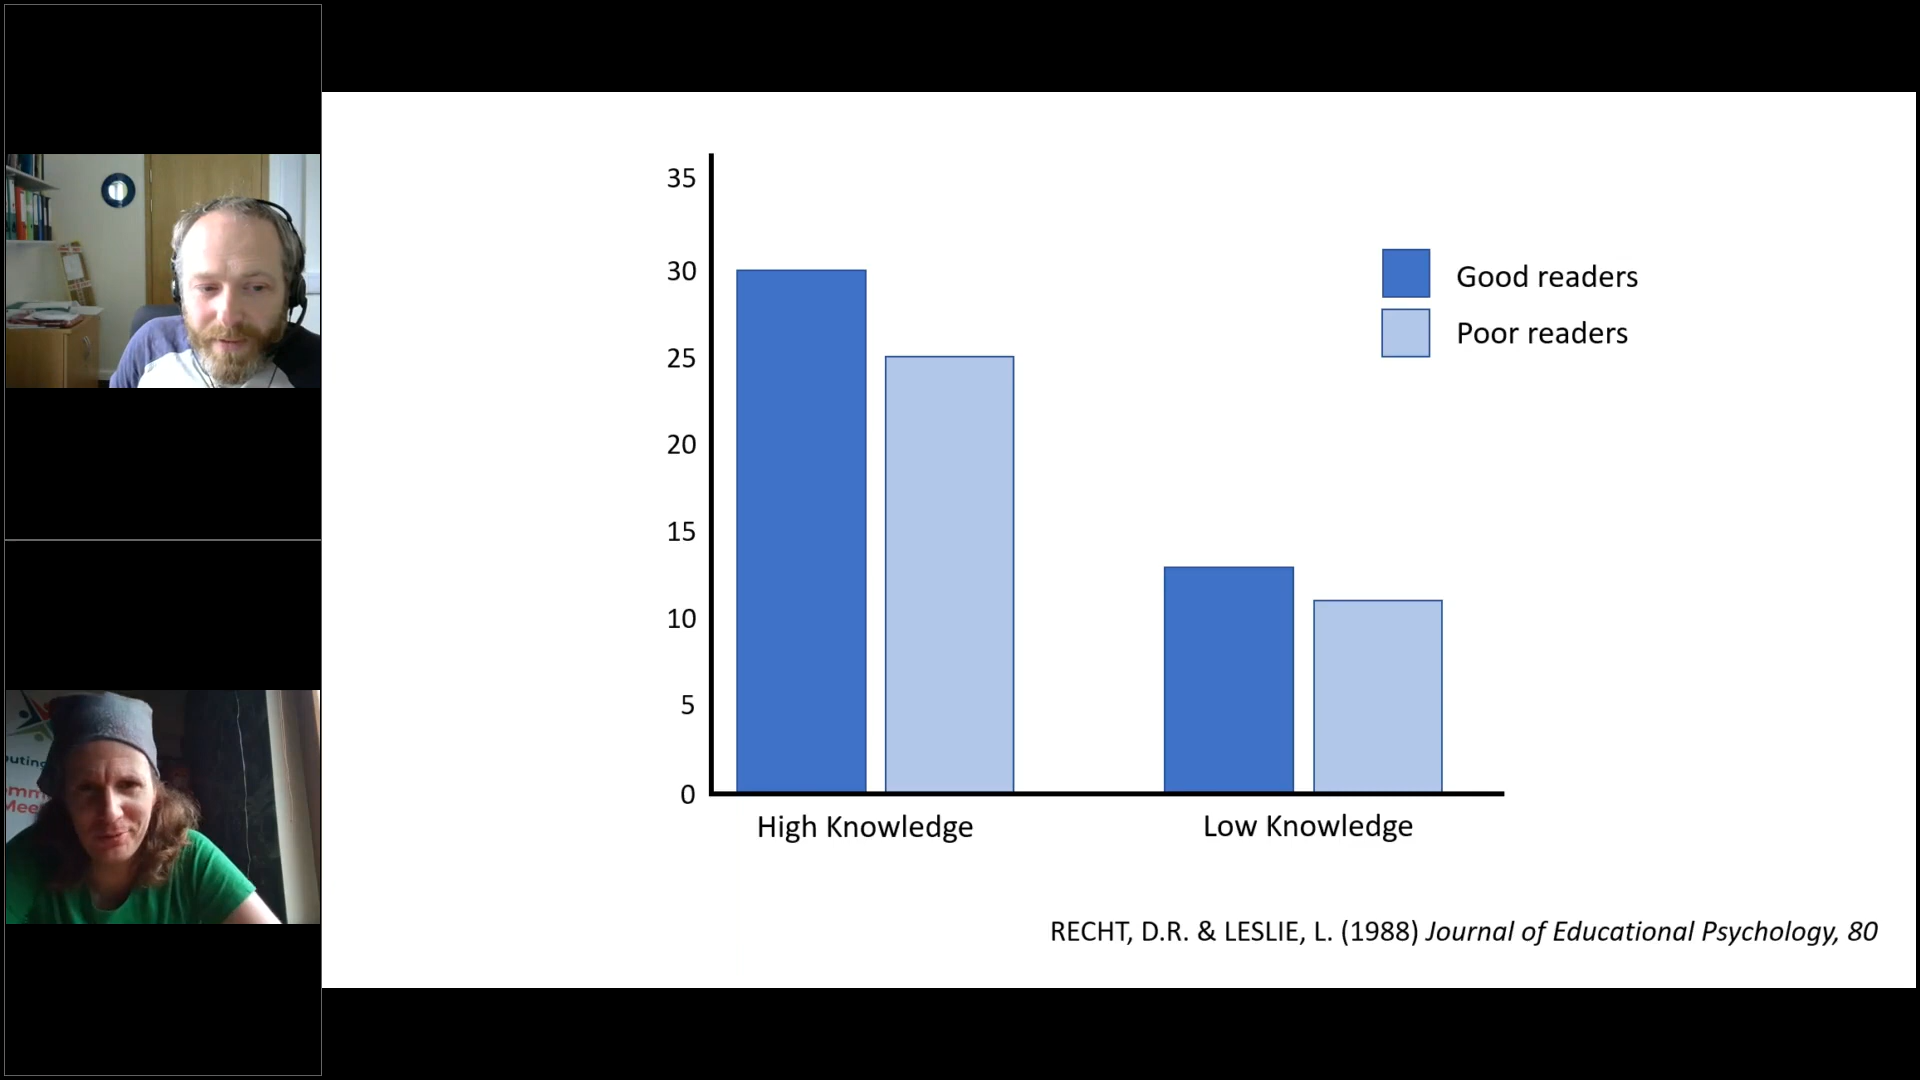 35
30
25
20
15
10
5
0
High Knowledge
Low Knowledge
Good readers
Poor readers
RECHT, D.R. & LESLIE, L. (1988) Journal of Educational Psychology, 80